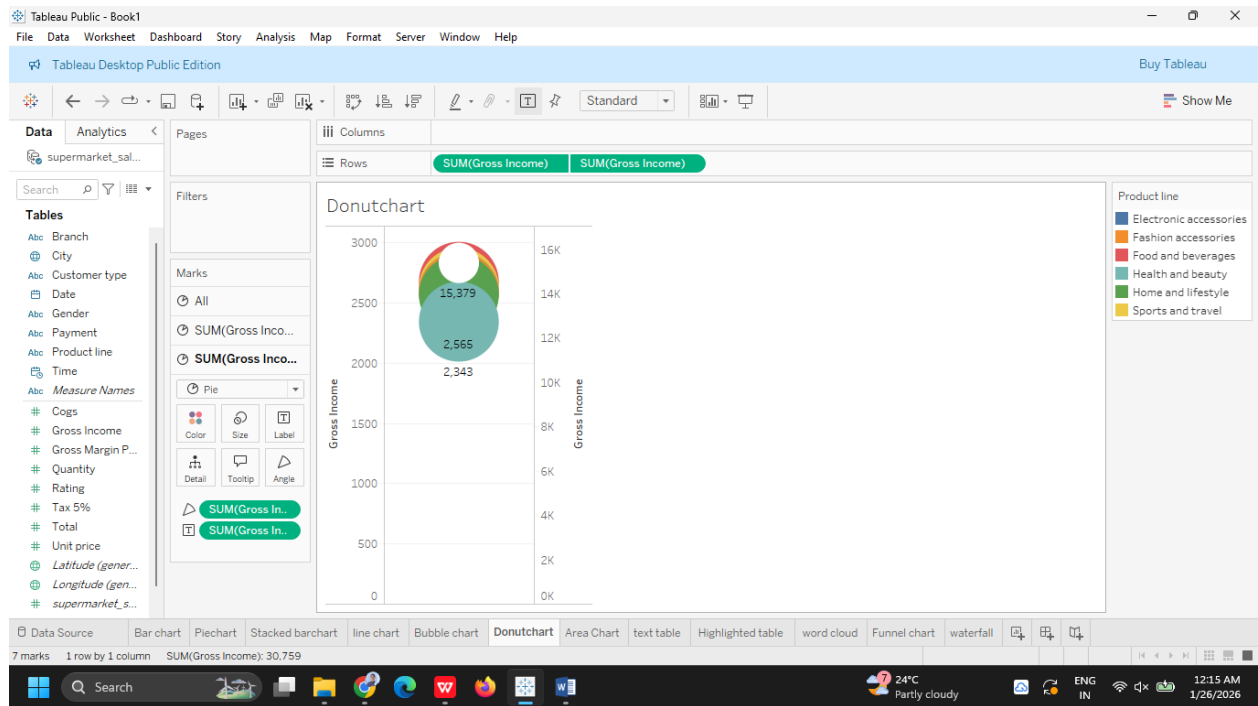 Tableau Public - Book1
File Data Worksheet Dashboard Story Analysis Map Format Server Window Help
Tableau Desktop Public Edition Buy Tableau
Standard Show Me
Data Analytics
supermarket_sal...
Search
Tables
Abc Branch
City
Abc Customer type
Date
Abc Gender
Abc Payment
Abc Product line
Time
Abc Measure Names
# Cogs
# Gross Income
# Gross Margin P...
# Quantity
# Rating
# Tax 5%
# Total
# Unit price
Latitude (gener...
Longitude (gen...
# supermarket_s...
Pages
Filters
Marks
All
SUM(Gross Inco...
SUM(Gross Inco...
Pie
Color Size Label
Detail Tooltip Angle
SUM(Gross In..
SUM(Gross In..
Columns
Rows SUM(Gross Income) SUM(Gross Income)
Donutchart
Gross Income
3000
2500
2000
1500
1000
500
0
15,379
2,565
2,343
16K
14K
12K
10K
8K
6K
4K
2K
0K
Gross Income
Product line
Electronic accessories
Fashion accessories
Food and beverages
Health and beauty
Home and lifestyle
Sports and travel
Data Source Bar chart Piechart Stacked barchart line chart Bubble chart Donutchart Area Chart text table Highlighted table word cloud Funnel chart waterfall
7 marks 1 row by 1 column SUM(Gross Income): 30,759
Search
7
24°C
Partly cloudy
ENG
IN
12:15 AM
1/26/2026